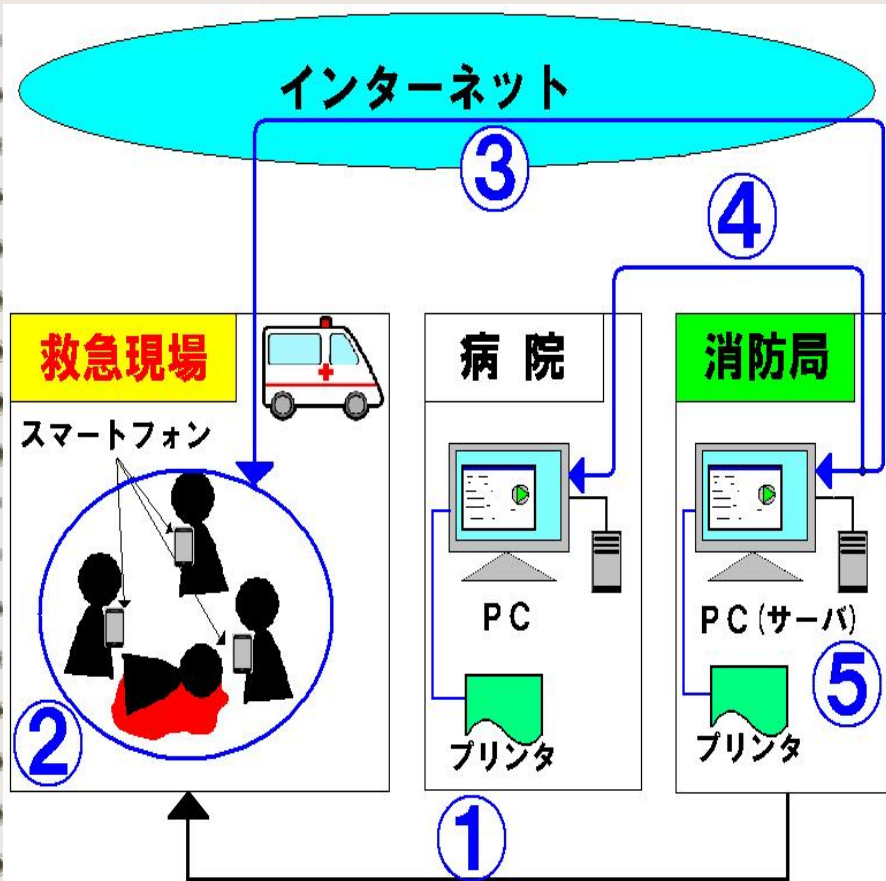 インターネット
③
④
救急現場
病院
消防局
スマートフォン
PC
PC(サーバ)
⑤
②
プリンタ
プリンタ
①